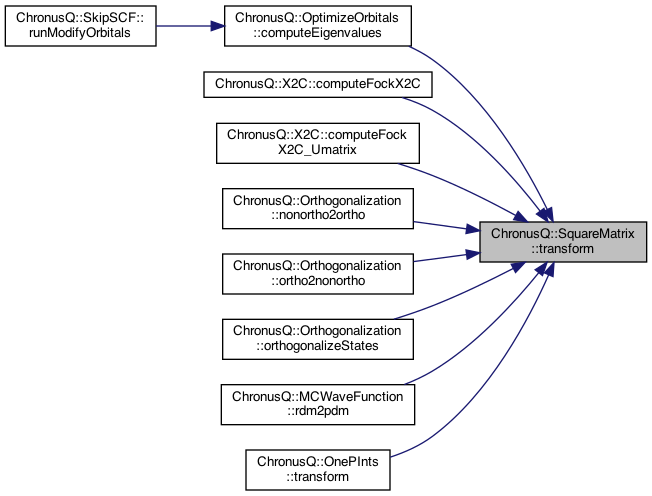 ChronusQ::SkipSCF::
runModifyOrbitals
ChronusQ::OptimizeOrbitals
::computeEigenvalues
ChronusQ::X2C::computeFockX2C
ChronusQ::X2C::computeFock
X2C_Umatrix
ChronusQ::Orthogonalization
::nonortho2ortho
ChronusQ::SquareMatrix
::transform
ChronusQ::Orthogonalization
::ortho2nonortho
ChronusQ::Orthogonalization
::orthogonalizeStates
ChronusQ::MCWaveFunction
::rdm2pdm
ChronusQ::OnePInts
::transform